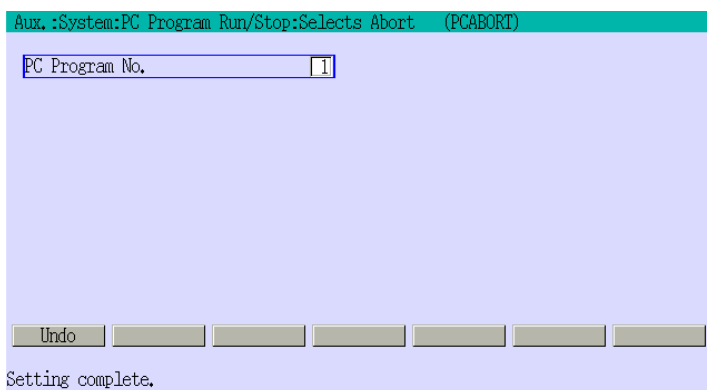 Aux.:System:PC Program Run/Stop:Selects Abort (PCABORT)
PC Program No. 1
Undo
Setting complete.